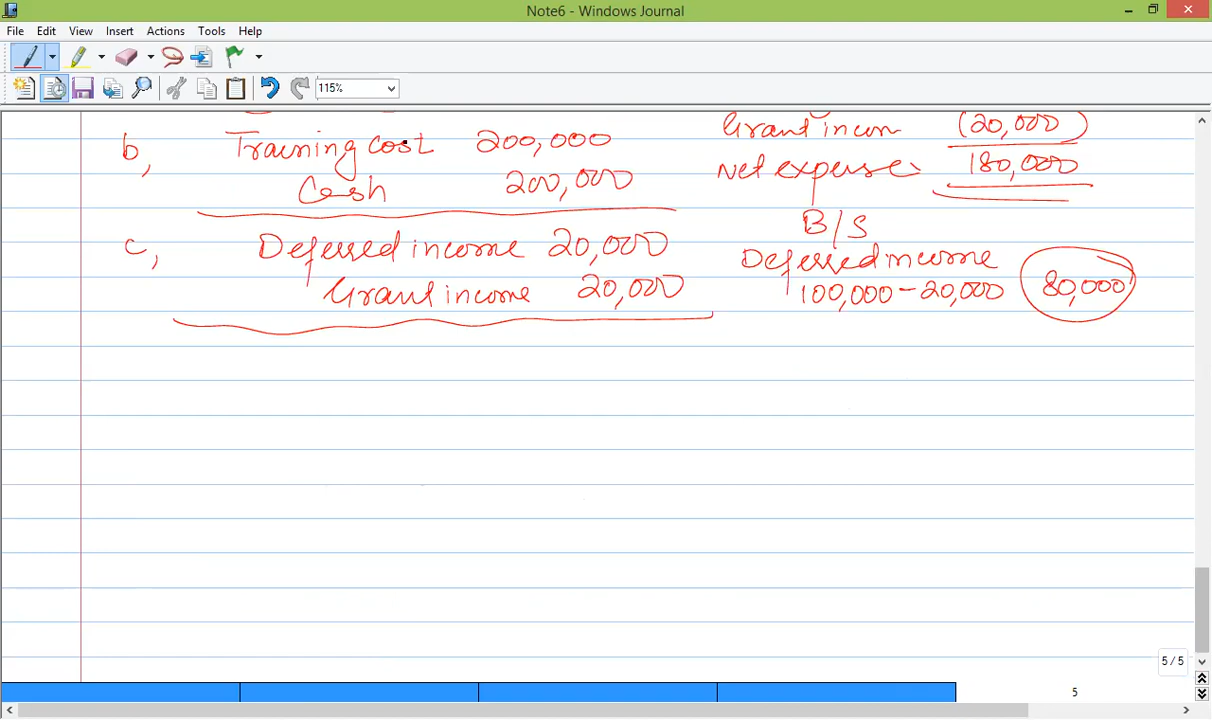 Note6 - Windows Journal
File Edit View Insert Actions Tools Help
115%
b, Training cost 200,000
Cash 200,000
c, Deferred income 20,000
Grant income 20,000
Grant incom (20,000)
Net expenses 180,000
B/S
Deferred income
100,000 - 20,000 80,000
5 / 5
5